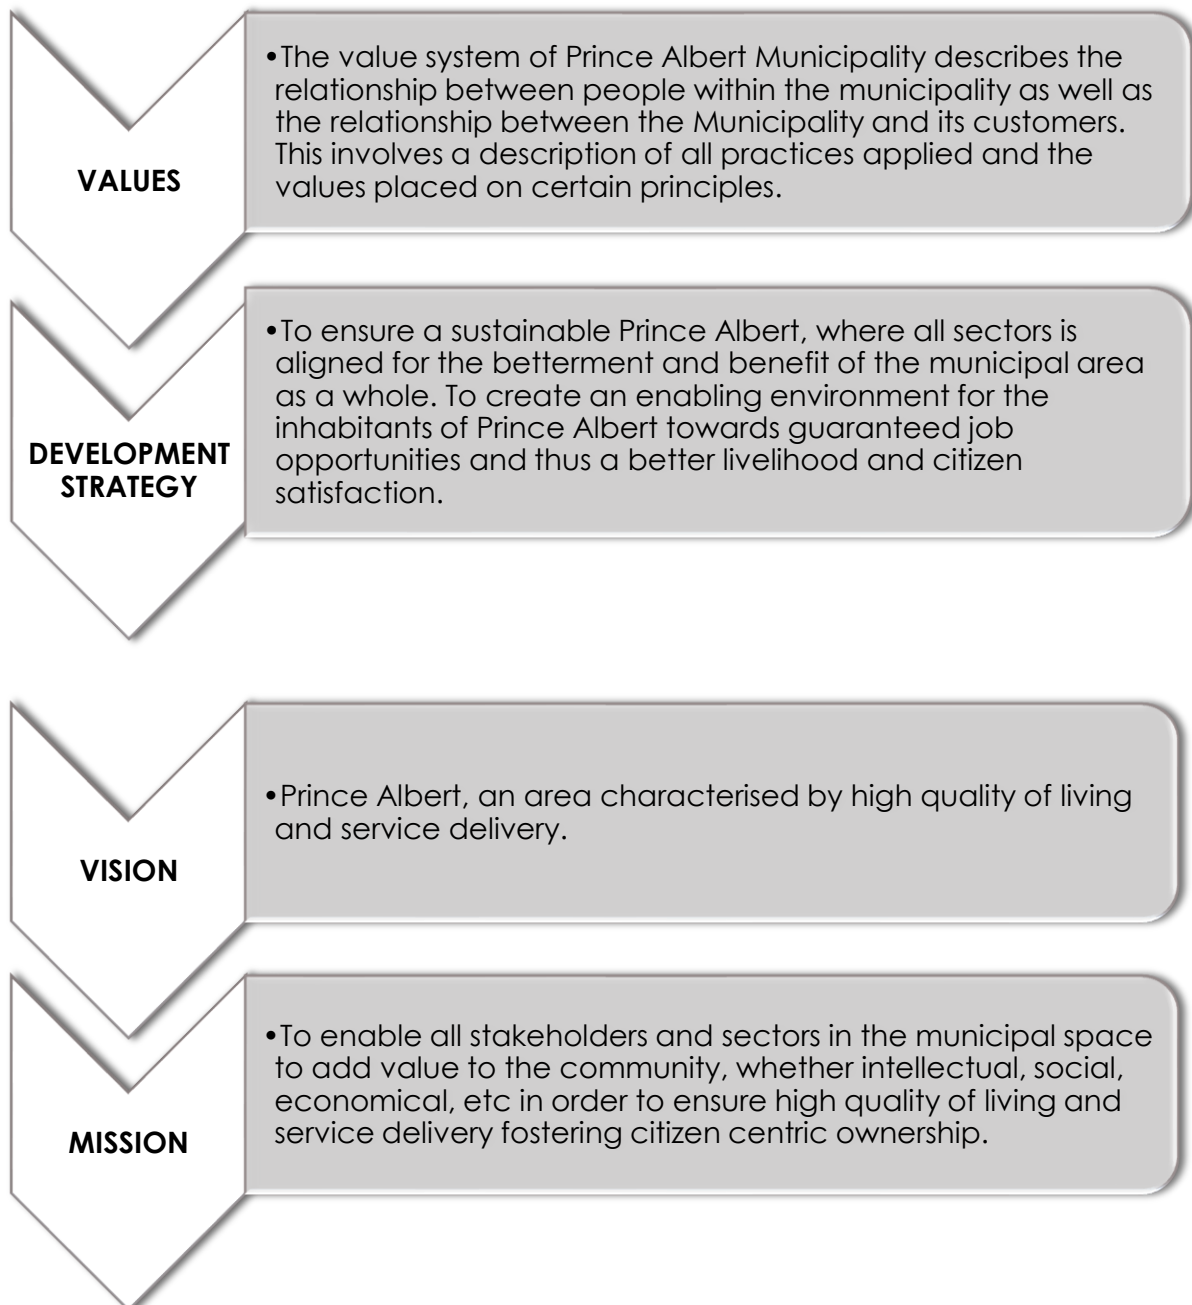 VALUES
•The value system of Prince Albert Municipality describes the
relationship between people within the municipality as well as
the relationship between the Municipality and its customers.
This involves a description of all practices applied and the
values placed on certain principles.
DEVELOPMENT
STRATEGY
•To ensure a sustainable Prince Albert, where all sectors is
aligned for the betterment and benefit of the municipal area
as a whole. To create an enabling environment for the
inhabitants of Prince Albert towards guaranteed job
opportunities and thus a better livelihood and citizen
satisfaction.
VISION
•Prince Albert, an area characterised by high quality of living
and service delivery.
MISSION
•To enable all stakeholders and sectors in the municipal space
to add value to the community, whether intellectual, social,
economical, etc in order to ensure high quality of living and
service delivery fostering citizen centric ownership.